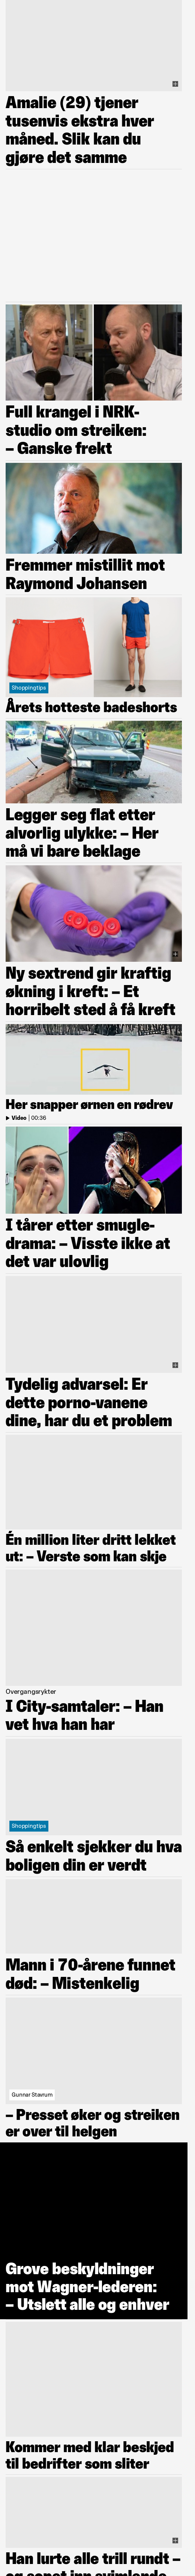 Amalie (29) tjener
tusenvis ekstra hver
måned. Slik kan du
gjøre det samme
Full krangel i NRK-
studio om streiken:
– Ganske frekt
Fremmer mistillit mot
Raymond Johansen
Shoppingtips
Årets hotteste badeshorts
Legger seg flat etter
alvorlig ulykke: – Her
må vi bare beklage
Ny sextrend gir kraftig
økning i kreft: – Et
horribelt sted å få kreft
Her snapper ørnen en rødrev
Video | 00:36
I tårer etter smugle-
drama: – Visste ikke at
det var ulovlig
Tydelig advarsel: Er
dette porno-vanene
dine, har du et problem
Én million liter dritt lekket
ut: – Verste som kan skje
Overgangsrykter
I City-samtaler: – Han
vet hva han har
Shoppingtips
Så enkelt sjekker du hva
boligen din er verdt
Mann i 70-årene funnet
død: – Mistenkelig
Gunnar Stavrum
– Presset øker og streiken
er over til helgen
Grove beskyldninger
mot Wagner-lederen:
– Utslett alle og enhver
Kommer med klar beskjed
til bedrifter som sliter
Han lurte alle trill rundt –